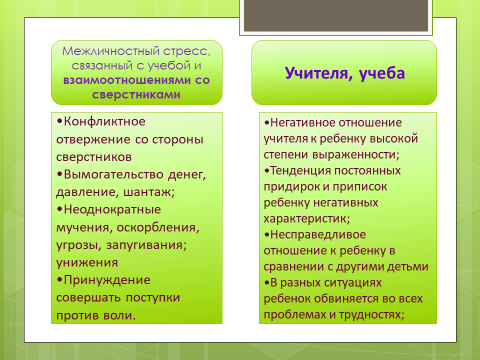 Межличностный стресс,
связанный с учебой и
взаимоотношениями со
сверстниками
•Конфликтное
отвержение со стороны
сверстников
•Вымогательство денег,
давление, шантаж;
•Неоднократные
мучения, оскорбления,
угрозы, запугивания;
унижения
•Принуждение
совершать поступки
против воли.
Учителя, учеба
•Негативное отношение
учителя к ребенку высокой
степени выраженности;
•Тенденция постоянных
придирок и приписок
ребенку негативных
характеристик;
•Несправедливое
отношение к ребенку в
сравнении с другими детьми
•В разных ситуациях
ребенок обвиняется во всех
проблемах и трудностях;